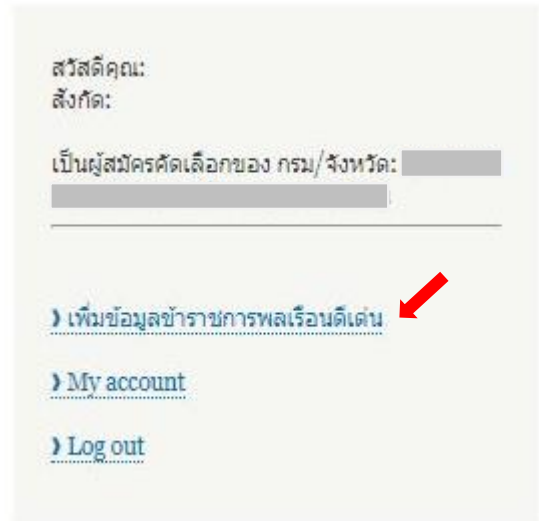 สวัสดีคุณ:
สังกัด:
เป็นผู้สมัครคัดเลือกของ กรม/จังหวัด:
❫ เพิ่มข้อมูลข้าราชการพลเรือนดีเด่น
❫ My account
❫ Log out